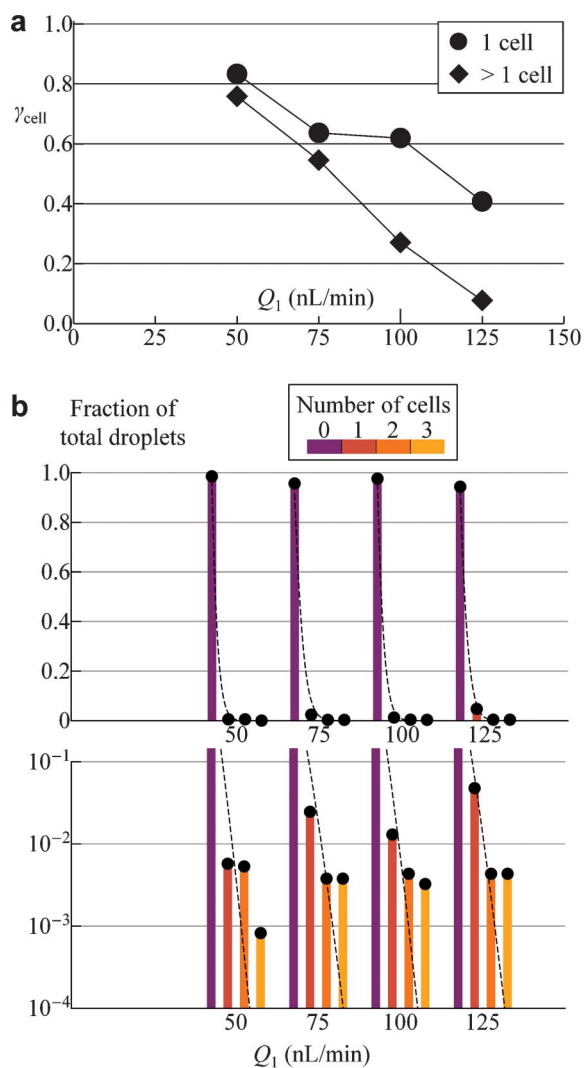 a
1.0
0.8
γcell
0.6
0.4
0.2
0.0
1 cell
> 1 cell
Q1 (nL/min)
0 25 50 75 100 125 150
b
Fraction of
total droplets
Number of cells
0 1 2 3
1.0
0.8
0.6
0.4
0.2
0
50 75 100 125
10−1
10−2
10−3
10−4
50 75 100 125
Q1 (nL/min)